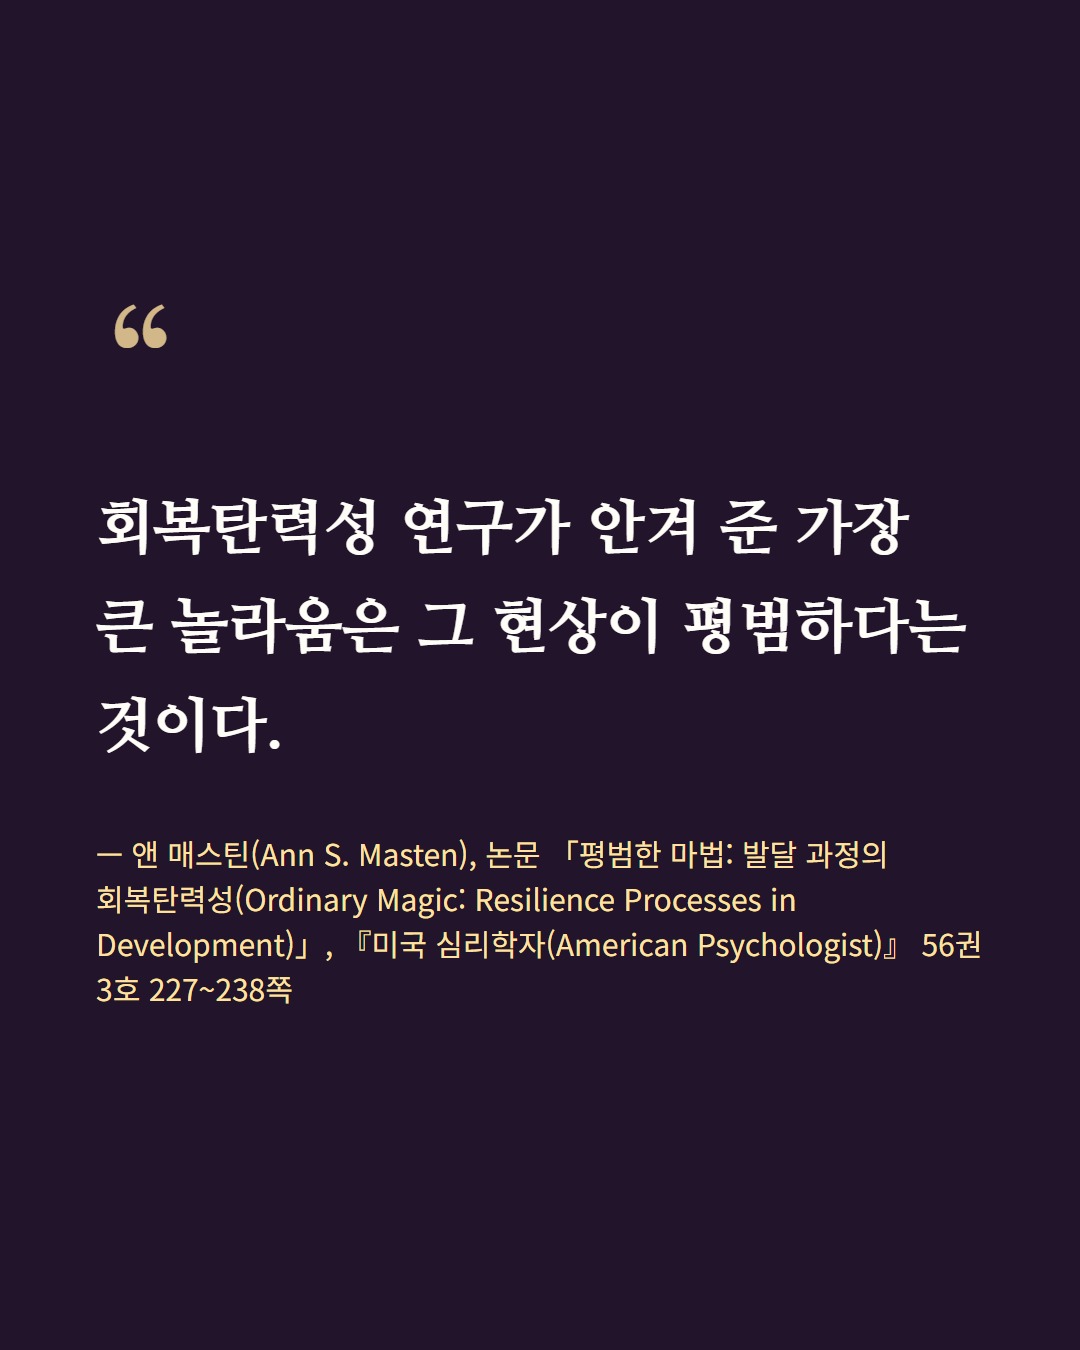 “
회복탄력성 연구가 안겨 준 가장
큰 놀라움은 그 현상이 평범하다는
것이다.
— 앤 매스틴(Ann S. Masten), 논문 「평범한 마법: 발달 과정의
회복탄력성(Ordinary Magic: Resilience Processes in
Development)」, 『미국 심리학자(American Psychologist)』 56권
3호 227~238쪽